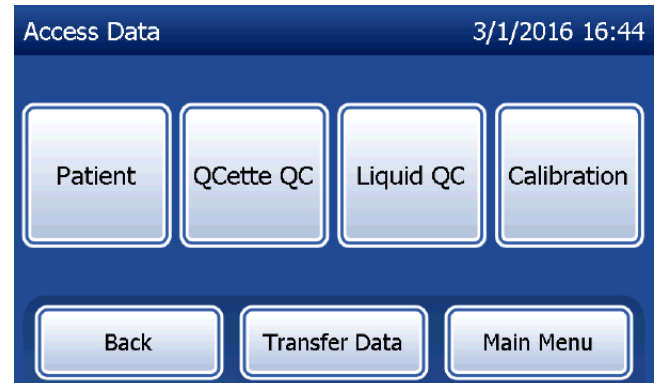 Access Data 3/1/2016 16:44
Patient QCette QC Liquid QC Calibration
Back Transfer Data Main Menu